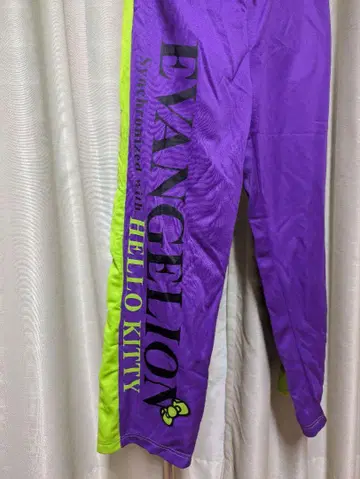 EVANGELION
Synchronized with
HELLO KITTY